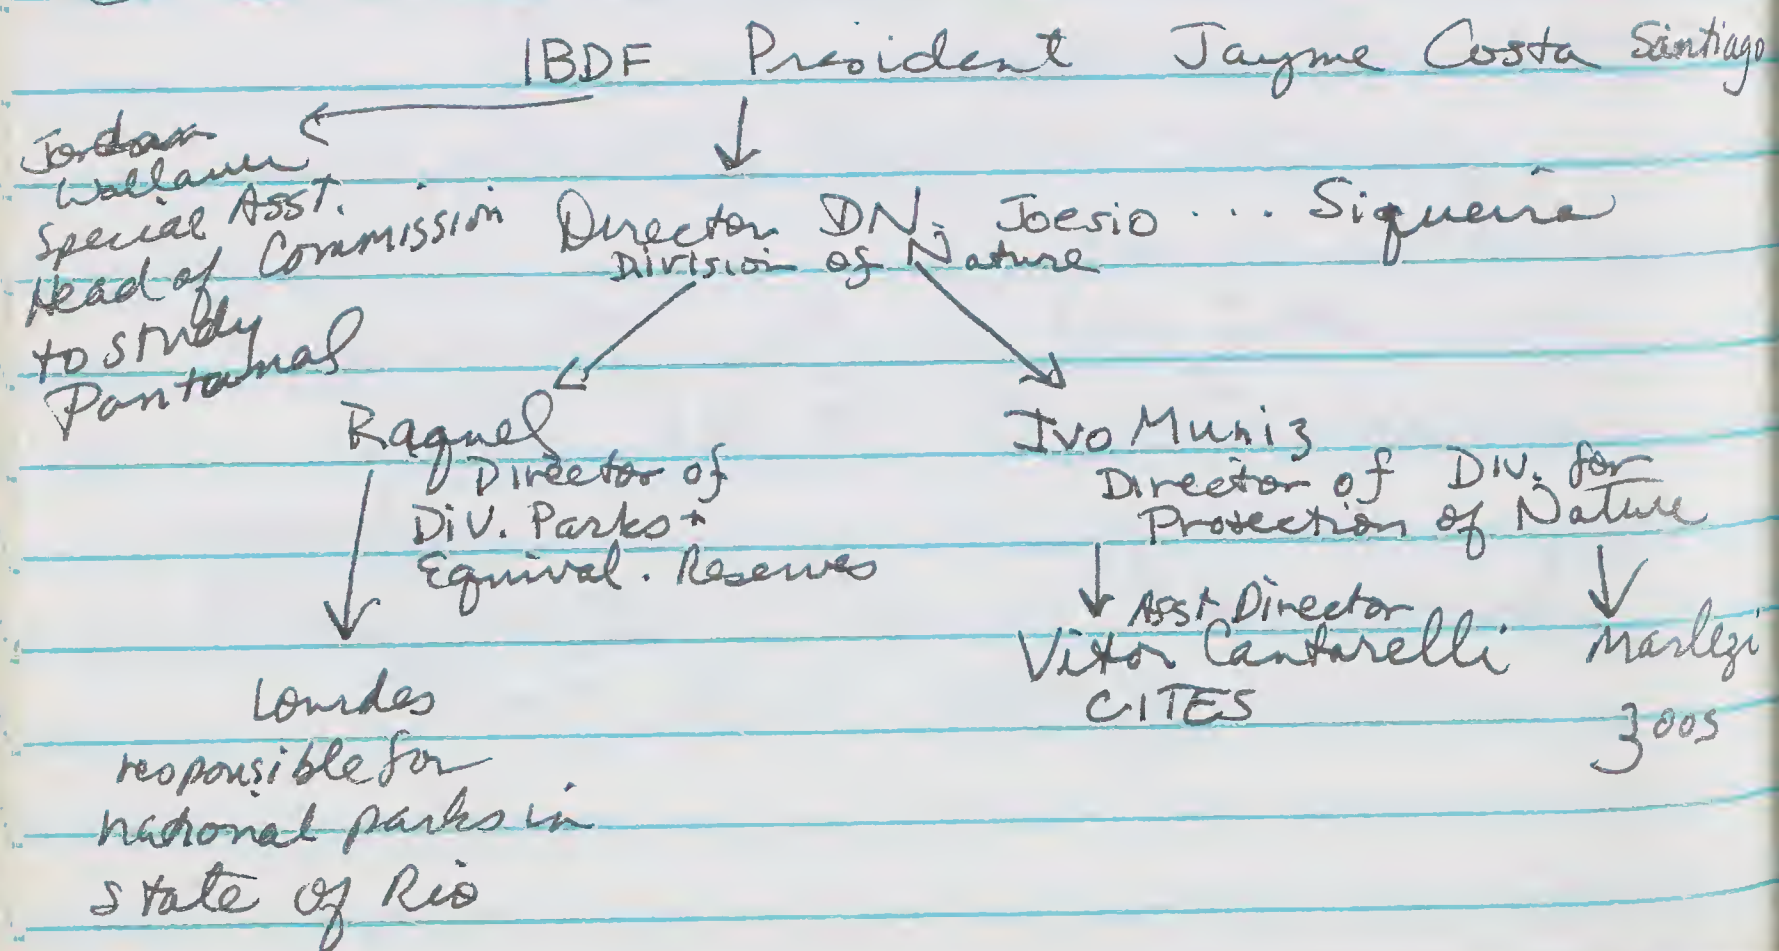 IBDF President Jayme Costa Santiago
Jordan
Wallauer
Special Asst.
Head of Commission
to study
Pantanal
Director DN. Joesio ... Siqueira
Division of Nature
Raquel
Director of
Div. Parks +
Equival. Reserves
Lourdes
responsible for
national parks in
state of Rio
Ivo Muniz
Director of Div. for
Protection of Nature
Asst Director
Vitor Cantarelli
CITES
Marlezi
zoos